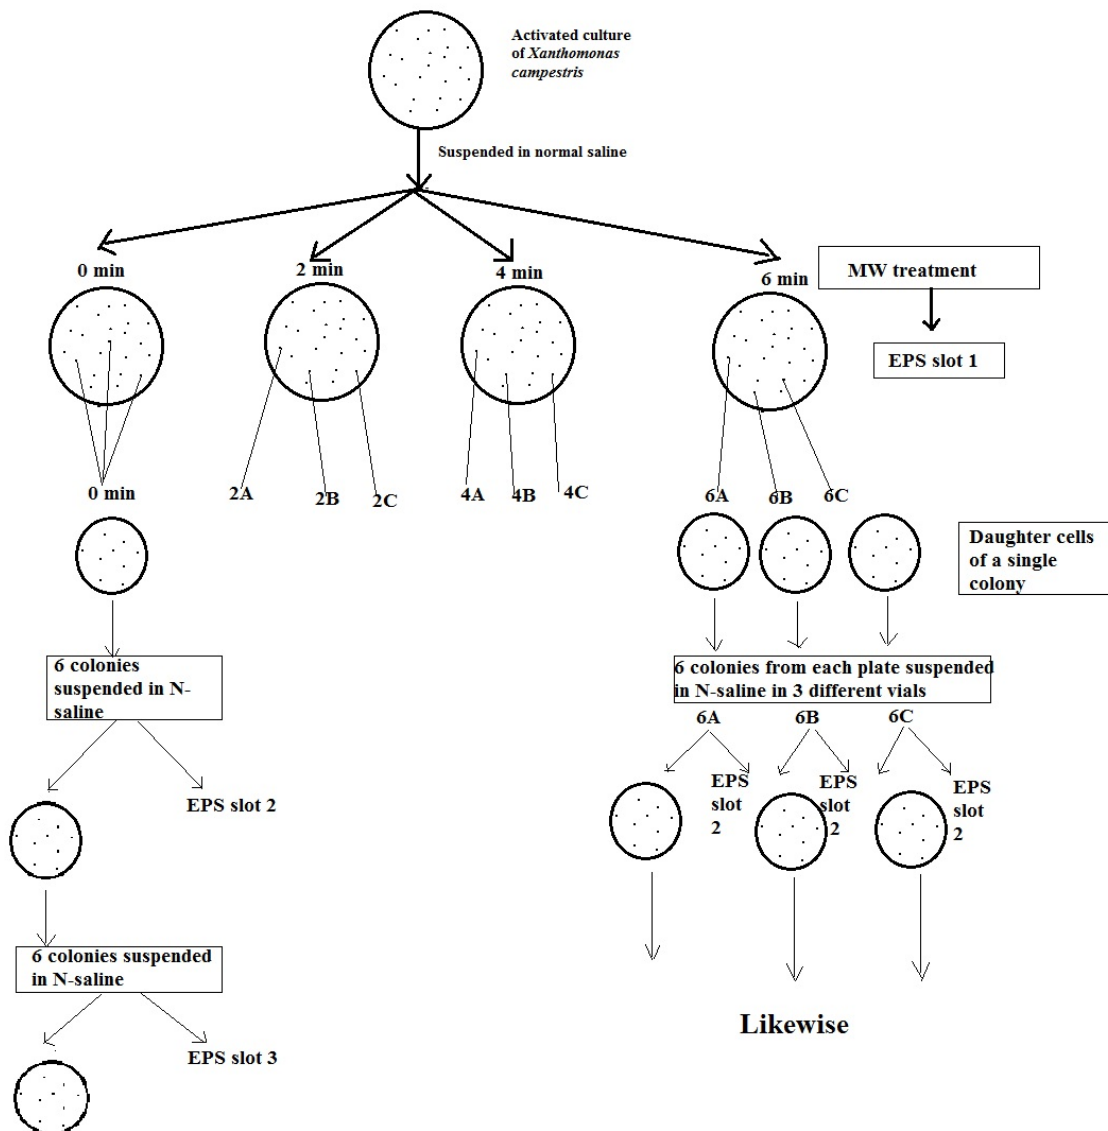 Activated culture
of Xanthomonas
campestris
Suspended in normal saline
0 min
2 min
4 min
6 min
MW treatment
EPS slot 1
0 min
2A
2B
2C
4A
4B
4C
6A
6B
6C
Daughter cells
of a single
colony
6 colonies
suspended in N-
saline
6 colonies from each plate suspended
in N-saline in 3 different vials
6A
6B
6C
EPS slot 2
EPS
slot
2
EPS
slot
2
EPS
slot
2
6 colonies suspended
in N-saline
Likewise
EPS slot 3